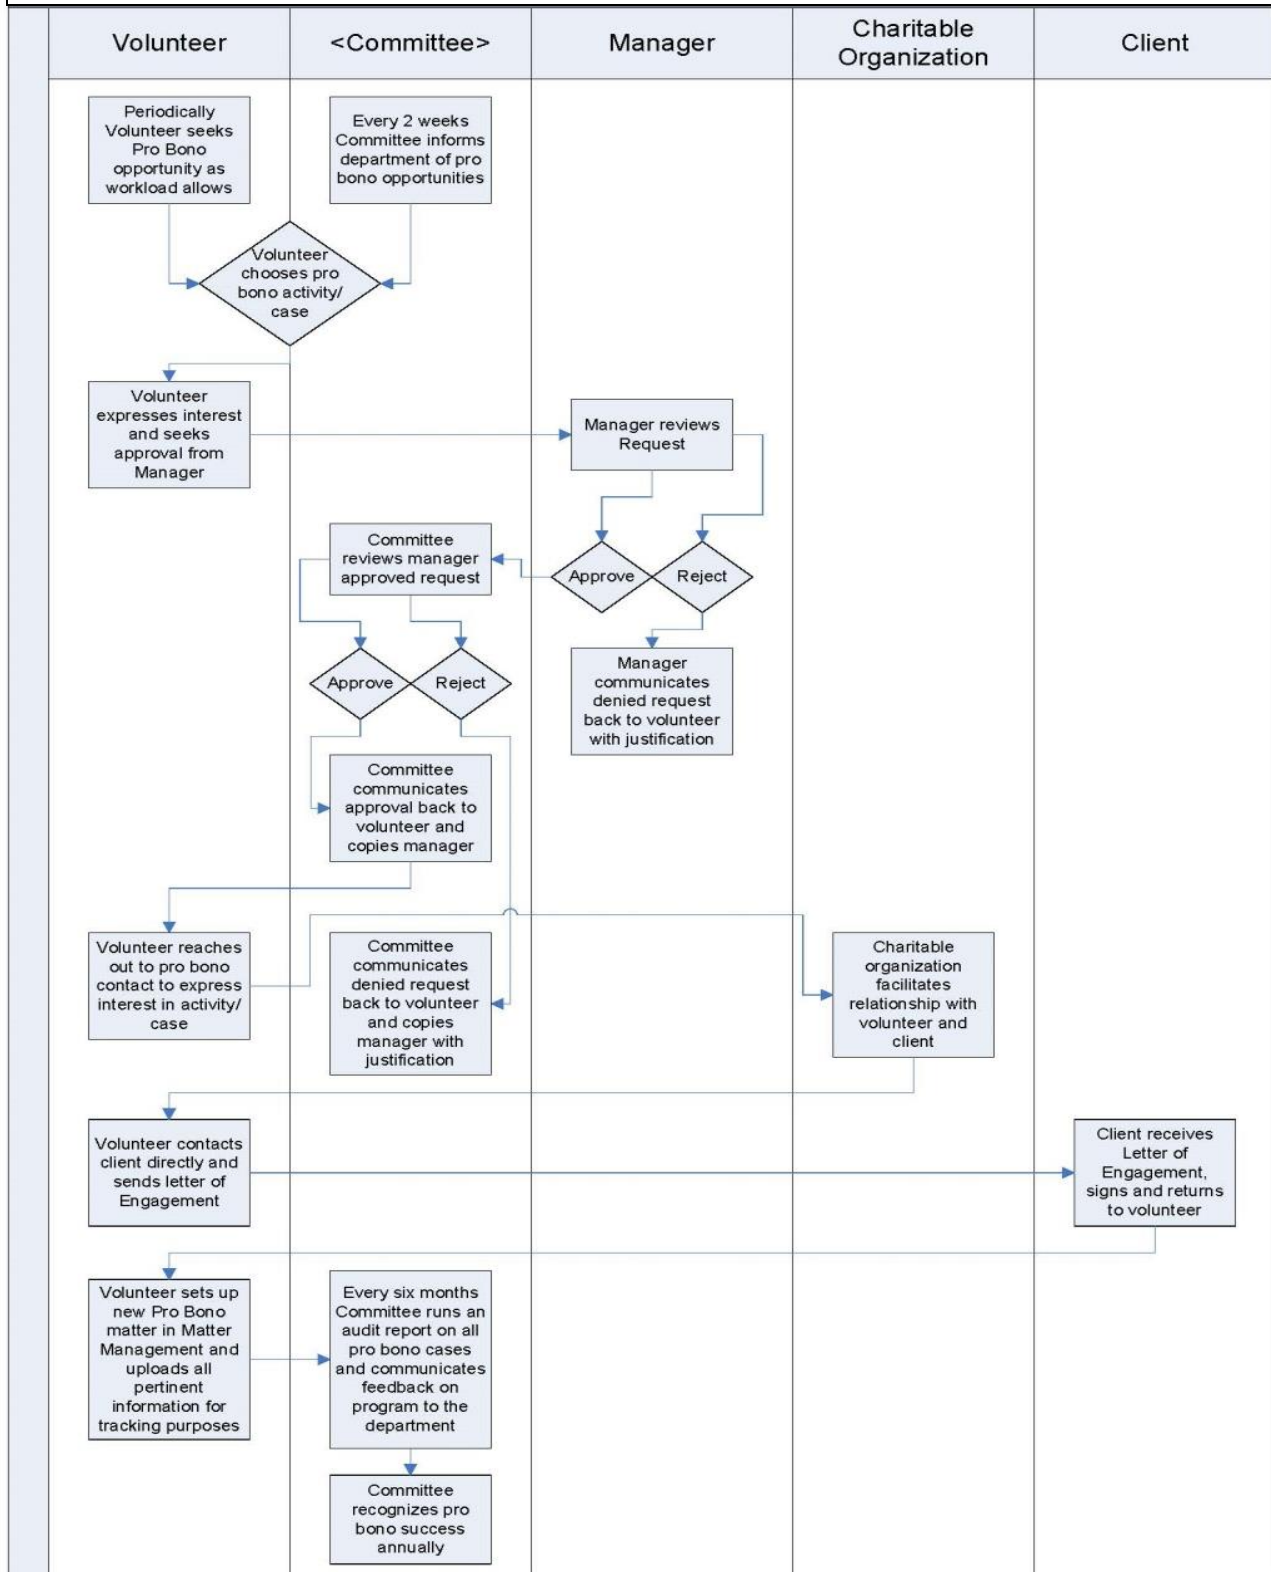 Volunteer
<Committee>
Manager
Charitable
Organization
Client
Periodically
Volunteer seeks
Pro Bono
opportunity as
workload allows
Every 2 weeks
Committee informs
department of pro
bono opportunities
Volunteer
chooses pro
bono activity/
case
Volunteer
expresses interest
and seeks
approval from
Manager
Manager reviews
Request
Approve
Reject
Committee
reviews manager
approved request
Manager
communicates
denied request
back to volunteer
with justification
Approve
Reject
Committee
communicates
approval back to
volunteer and
copies manager
Volunteer reaches
out to pro bono
contact to express
interest in activity/
case
Committee
communicates
denied request
back to volunteer
and copies
manager with
justification
Charitable
organization
facilitates
relationship with
volunteer and
client
Volunteer contacts
client directly and
sends letter of
Engagement
Client receives
Letter of
Engagement,
signs and returns
to volunteer
Volunteer sets up
new Pro Bono
matter in Matter
Management and
uploads all
pertinent
information for
tracking purposes
Every six months
Committee runs an
audit report on all
pro bono cases
and communicates
feedback on
program to the
department
Committee
recognizes pro
bono success
annually